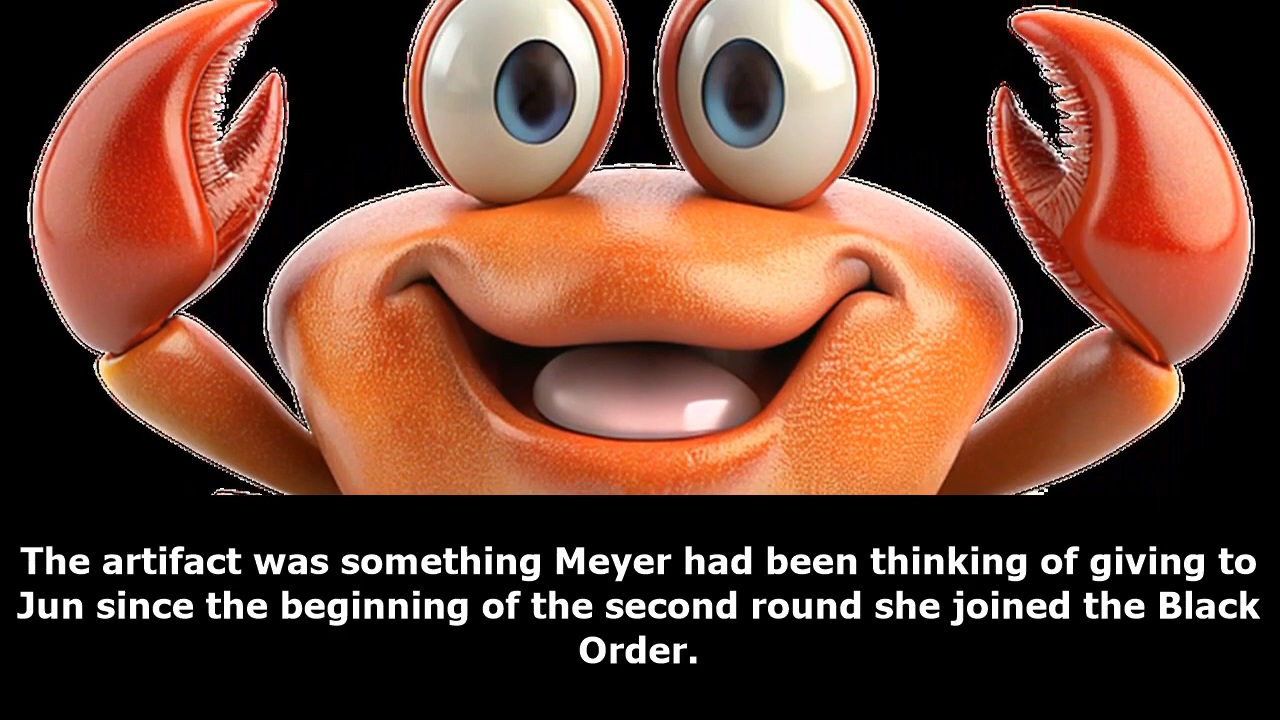 The artifact was something Meyer had been thinking of giving to
Jun since the beginning of the second round she joined the Black
Order.